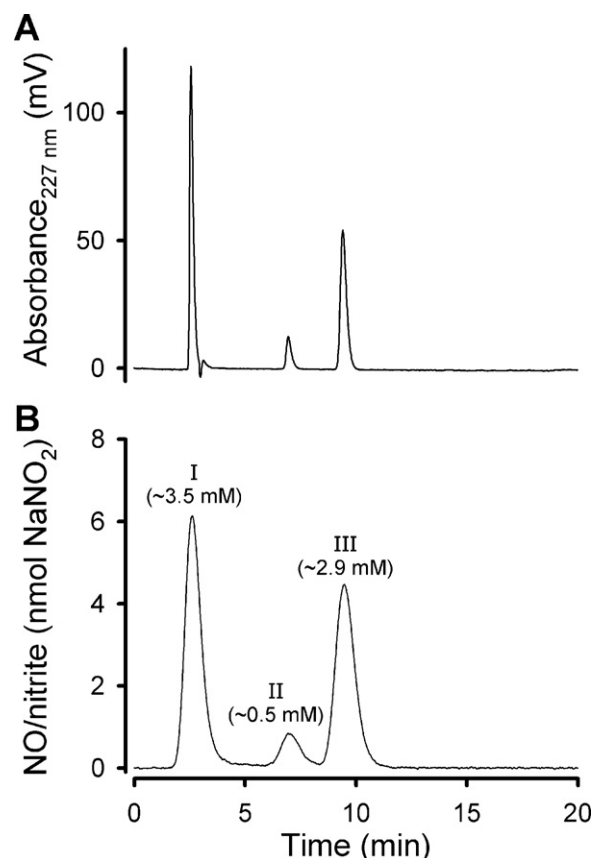 A
Absorbance227 nm (mV)
100
50
0
B
NO/nitrite (nmol NaNO2)
8
6
4
2
0
I
(~3.5 mM)
II
(~0.5 mM)
III
(~2.9 mM)
0 5 10 15 20
Time (min)